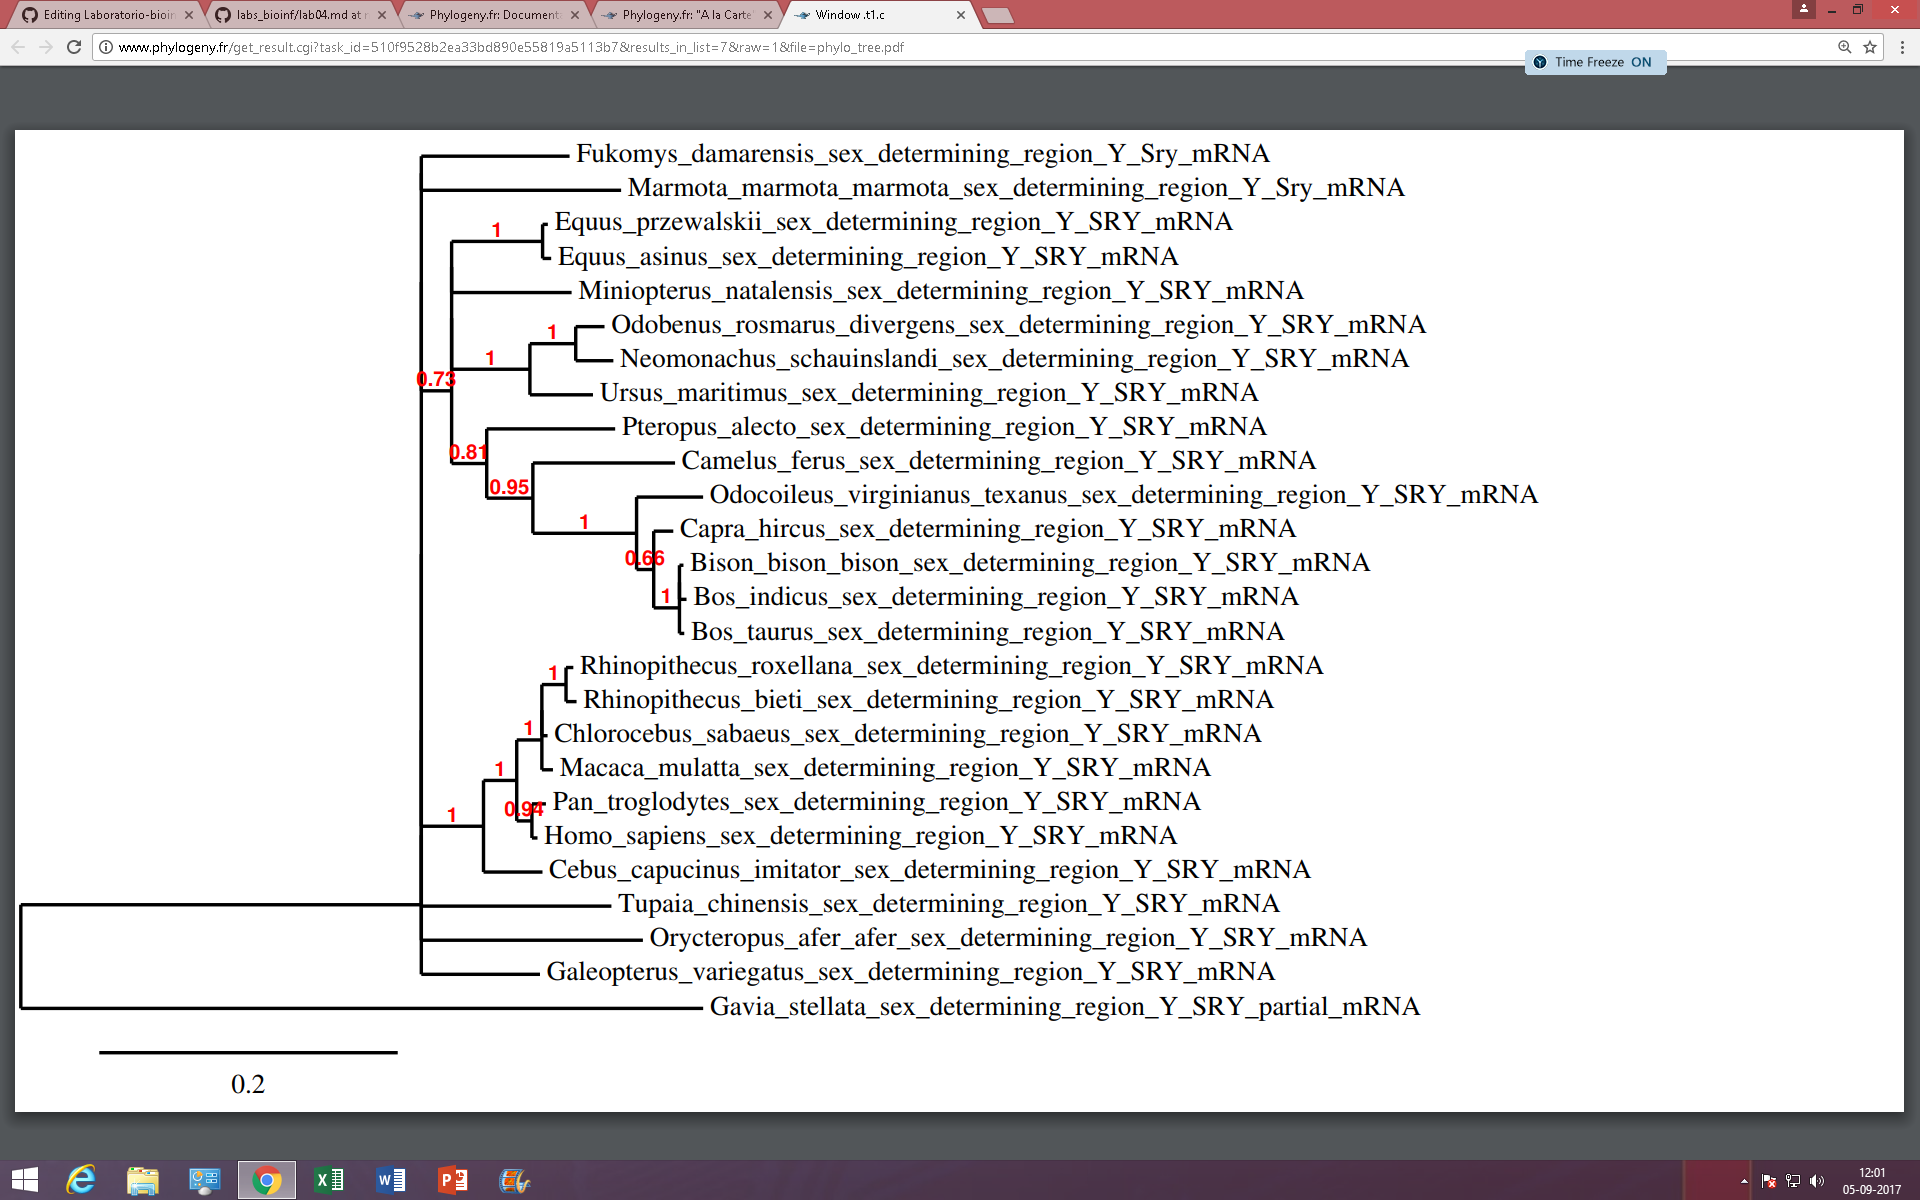 Editing Laboratorio-bioin
labs_bioinf/lab04.md at m
Phylogeny.fr: Documenta
Phylogeny.fr: "A la Carte"
Window .t1.c
www.phylogeny.fr/get_result.cgi?task_id=510f9528b2ea33bd890e55819a5113b7&results_in_list=7&raw=1&file=phylo_tree.pdf
Time Freeze ON
Fukomys_damarensis_sex_determining_region_Y_Sry_mRNA
Marmota_marmota_marmota_sex_determining_region_Y_Sry_mRNA
1
Equus_przewalskii_sex_determining_region_Y_SRY_mRNA
Equus_asinus_sex_determining_region_Y_SRY_mRNA
Miniopterus_natalensis_sex_determining_region_Y_SRY_mRNA
1
Odobenus_rosmarus_divergens_sex_determining_region_Y_SRY_mRNA
1
Neomonachus_schauinslandi_sex_determining_region_Y_SRY_mRNA
0.73
Ursus_maritimus_sex_determining_region_Y_SRY_mRNA
Pteropus_alecto_sex_determining_region_Y_SRY_mRNA
0.81
Camelus_ferus_sex_determining_region_Y_SRY_mRNA
0.95
Odocoileus_virginianus_texanus_sex_determining_region_Y_SRY_mRNA
1
Capra_hircus_sex_determining_region_Y_SRY_mRNA
0.66
Bison_bison_bison_sex_determining_region_Y_SRY_mRNA
1
Bos_indicus_sex_determining_region_Y_SRY_mRNA
Bos_taurus_sex_determining_region_Y_SRY_mRNA
1
Rhinopithecus_roxellana_sex_determining_region_Y_SRY_mRNA
Rhinopithecus_bieti_sex_determining_region_Y_SRY_mRNA
1
Chlorocebus_sabaeus_sex_determining_region_Y_SRY_mRNA
1
Macaca_mulatta_sex_determining_region_Y_SRY_mRNA
0.94
Pan_troglodytes_sex_determining_region_Y_SRY_mRNA
1
Homo_sapiens_sex_determining_region_Y_SRY_mRNA
Cebus_capucinus_imitator_sex_determining_region_Y_SRY_mRNA
Tupaia_chinensis_sex_determining_region_Y_SRY_mRNA
Orycteropus_afer_afer_sex_determining_region_Y_SRY_mRNA
Galeopterus_variegatus_sex_determining_region_Y_SRY_mRNA
Gavia_stellata_sex_determining_region_Y_SRY_partial_mRNA
0.2
12:01
05-09-2017